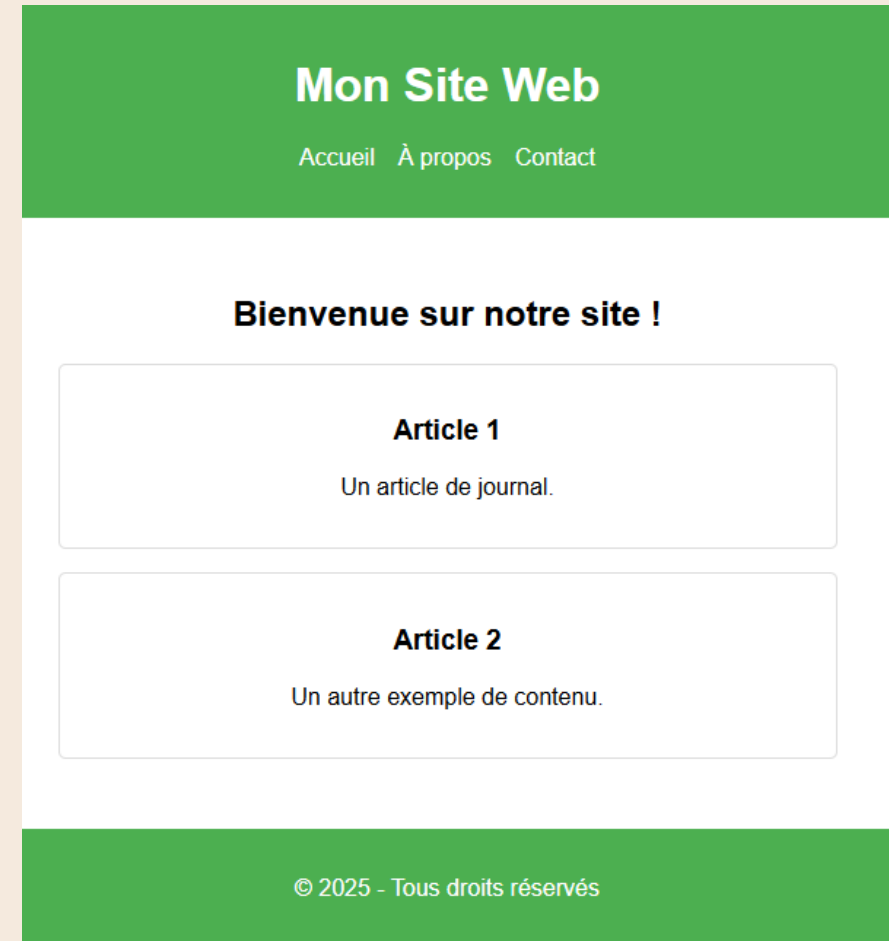 Mon Site Web
Accueil À propos Contact
Bienvenue sur notre site !
Article 1
Un article de journal.
Article 2
Un autre exemple de contenu.
© 2025 - Tous droits réservés